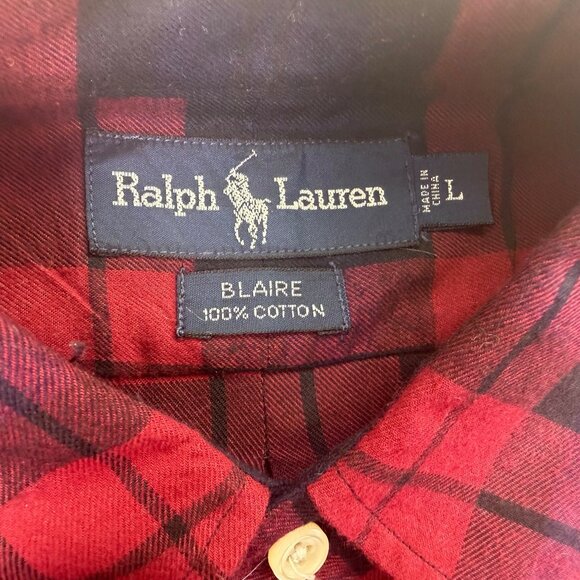 Ralph Lauren
MADE IN
CHINA
L
BLAIRE
100% COTTON